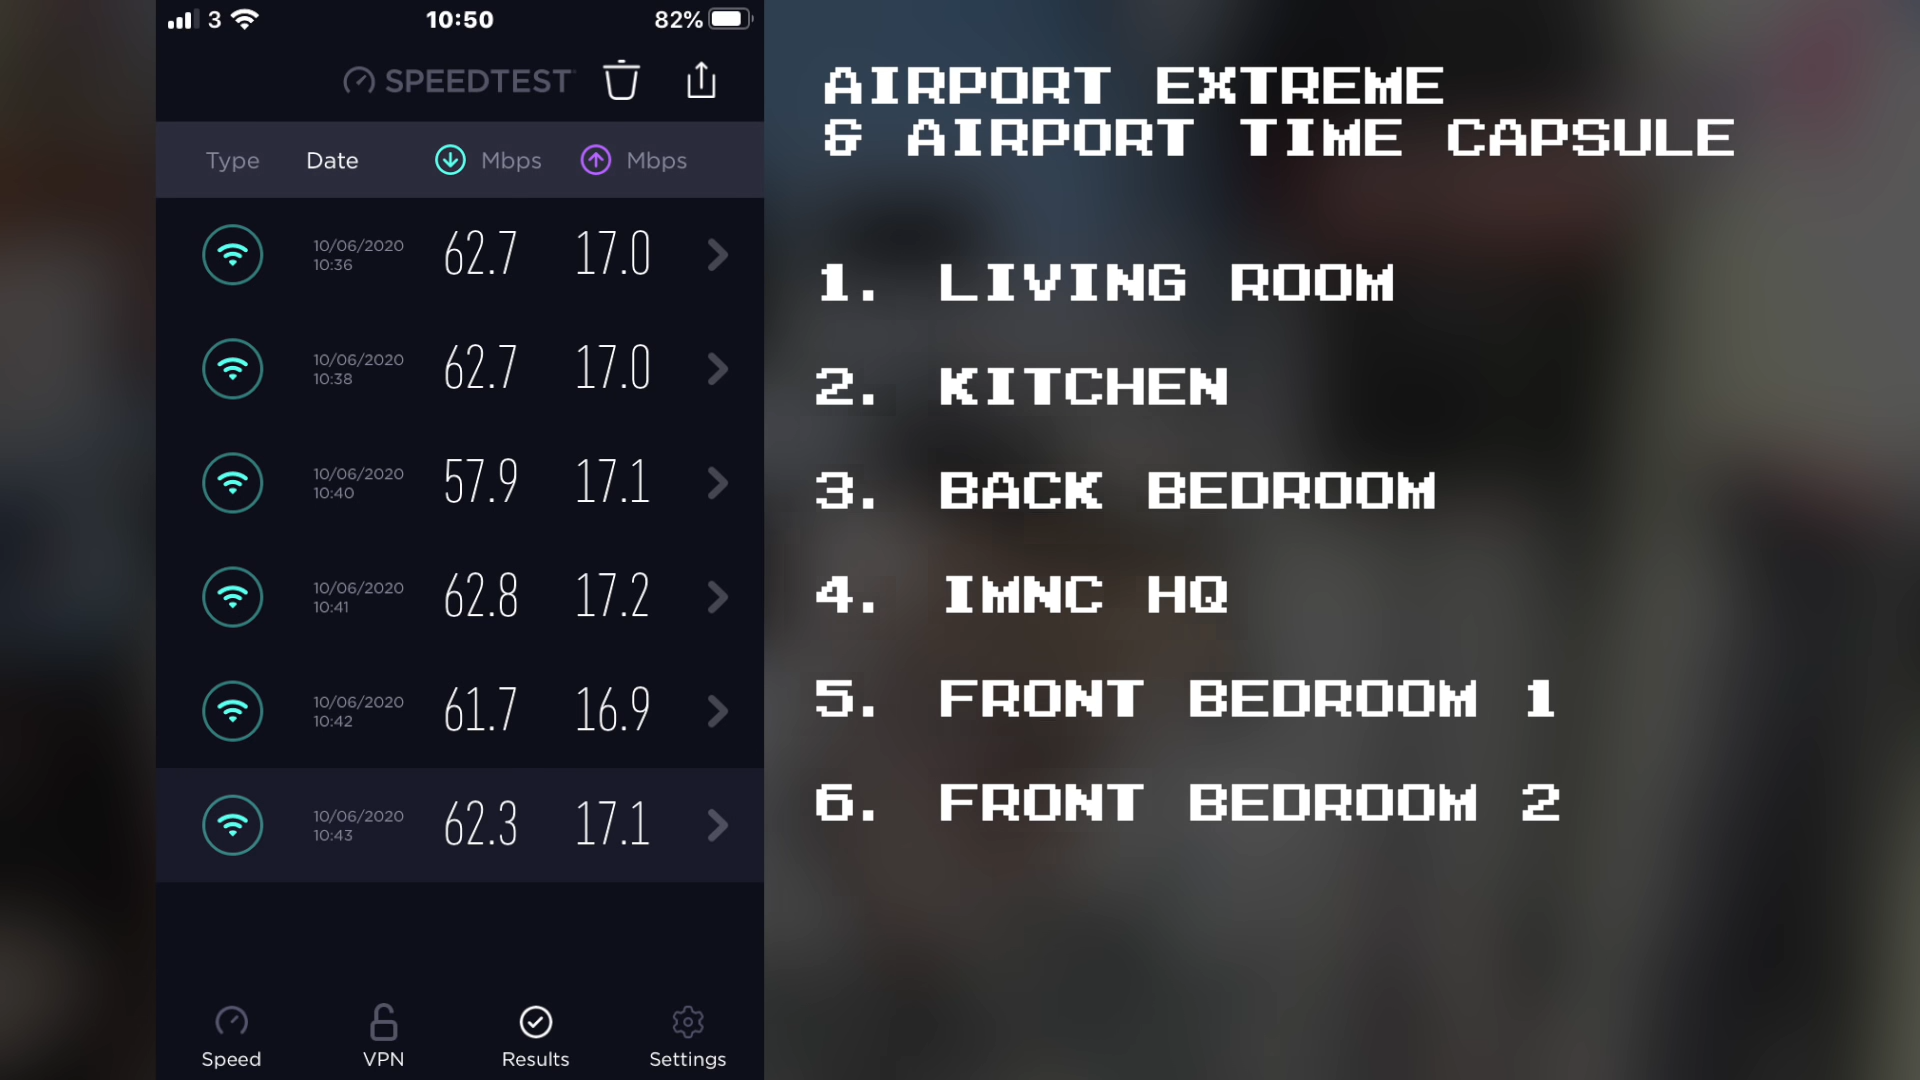 3 10:50 82%
SPEEDTEST
Type Date Mbps Mbps
10/06/2020
10:36
62.7 17.0
10/06/2020
10:38
62.7 17.0
10/06/2020
10:40
57.9 17.1
10/06/2020
10:41
62.8 17.2
10/06/2020
10:42
61.7 16.9
10/06/2020
10:43
62.3 17.1
Speed VPN Results Settings
AIRPORT EXTREME
& AIRPORT TIME CAPSULE
1. LIVING ROOM
2. KITCHEN
3. BACK BEDROOM
4. IMNC HQ
5. FRONT BEDROOM 1
6. FRONT BEDROOM 2